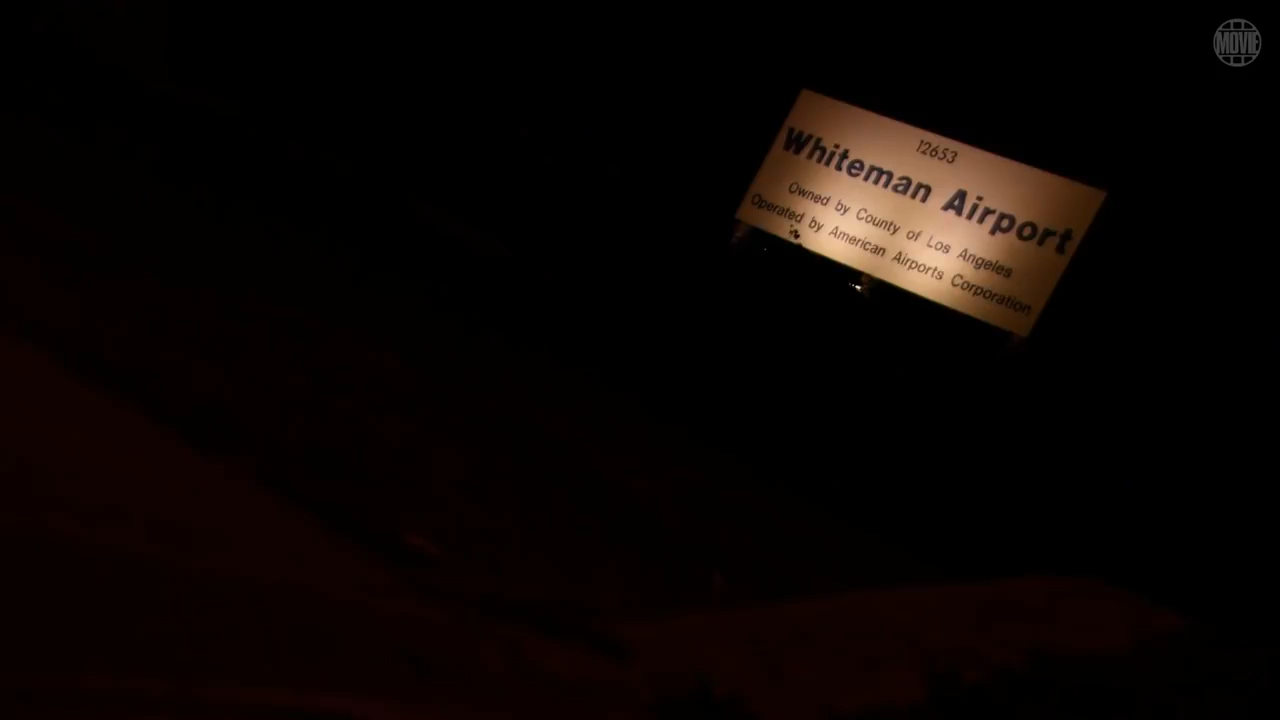 MOVIE
12653
Whiteman Airport
Owned by County of Los Angeles
Operated by American Airports Corporation